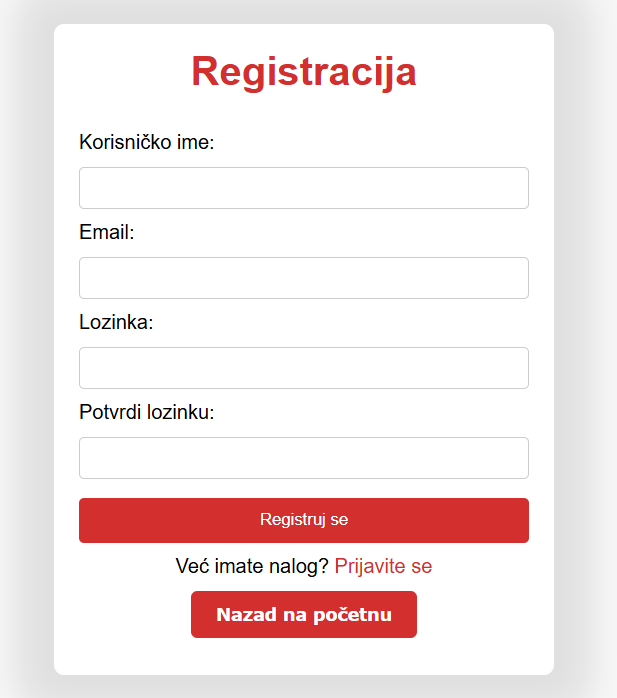 Registracija
Korisničko ime:
Email:
Lozinka:
Potvrdi lozinku:
Registruj se
Već imate nalog? Prijavite se
Nazad na početnu